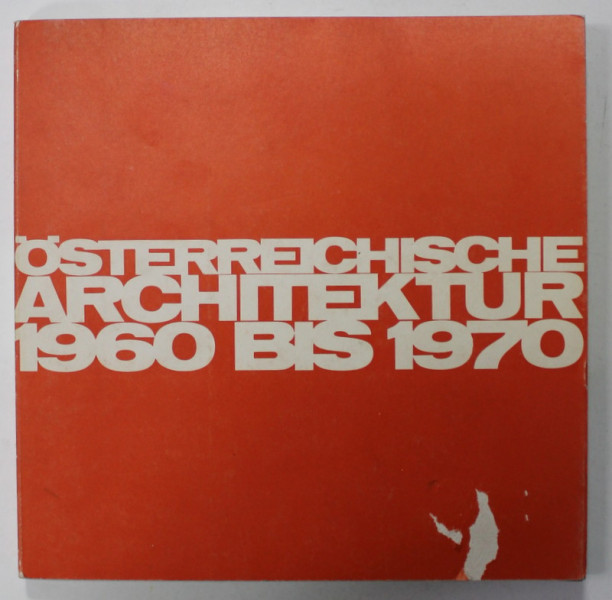 ÖSTERREICHISCHE
ARCHITEKTUR
1960 BIS 1970